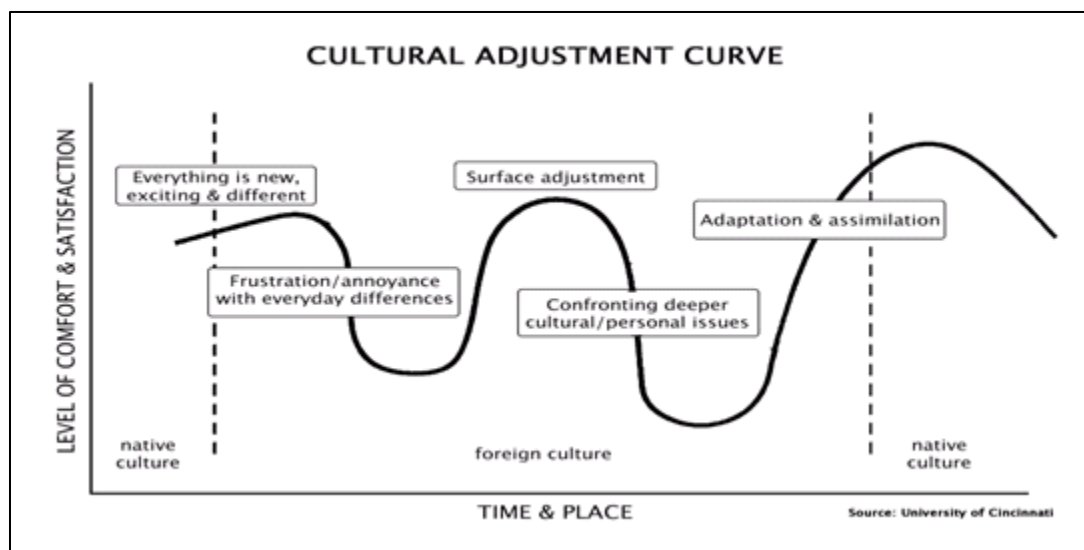 CULTURAL ADJUSTMENT CURVE
LEVEL OF COMFORT & SATISFACTION
Everything is new,
exciting & different
Frustration/annoyance
with everyday differences
Surface adjustment
Confronting deeper
cultural/personal issues
Adaptation & assimilation
native
culture
foreign culture
native
culture
TIME & PLACE
Source: University of Cincinnati